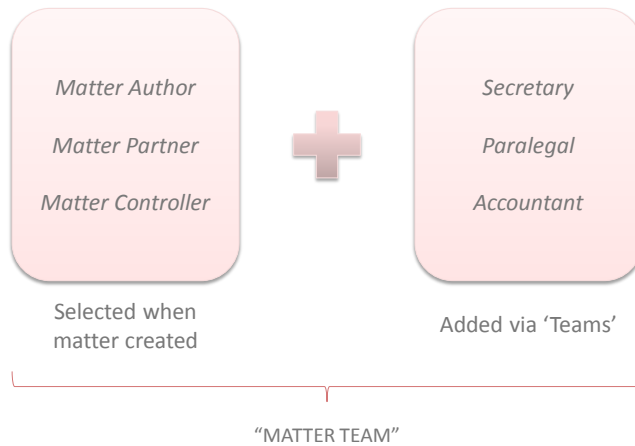 Matter Author
Matter Partner
Matter Controller
Secretary
Paralegal
Accountant
Selected when
matter created
Added via ‘Teams’
“MATTER TEAM”